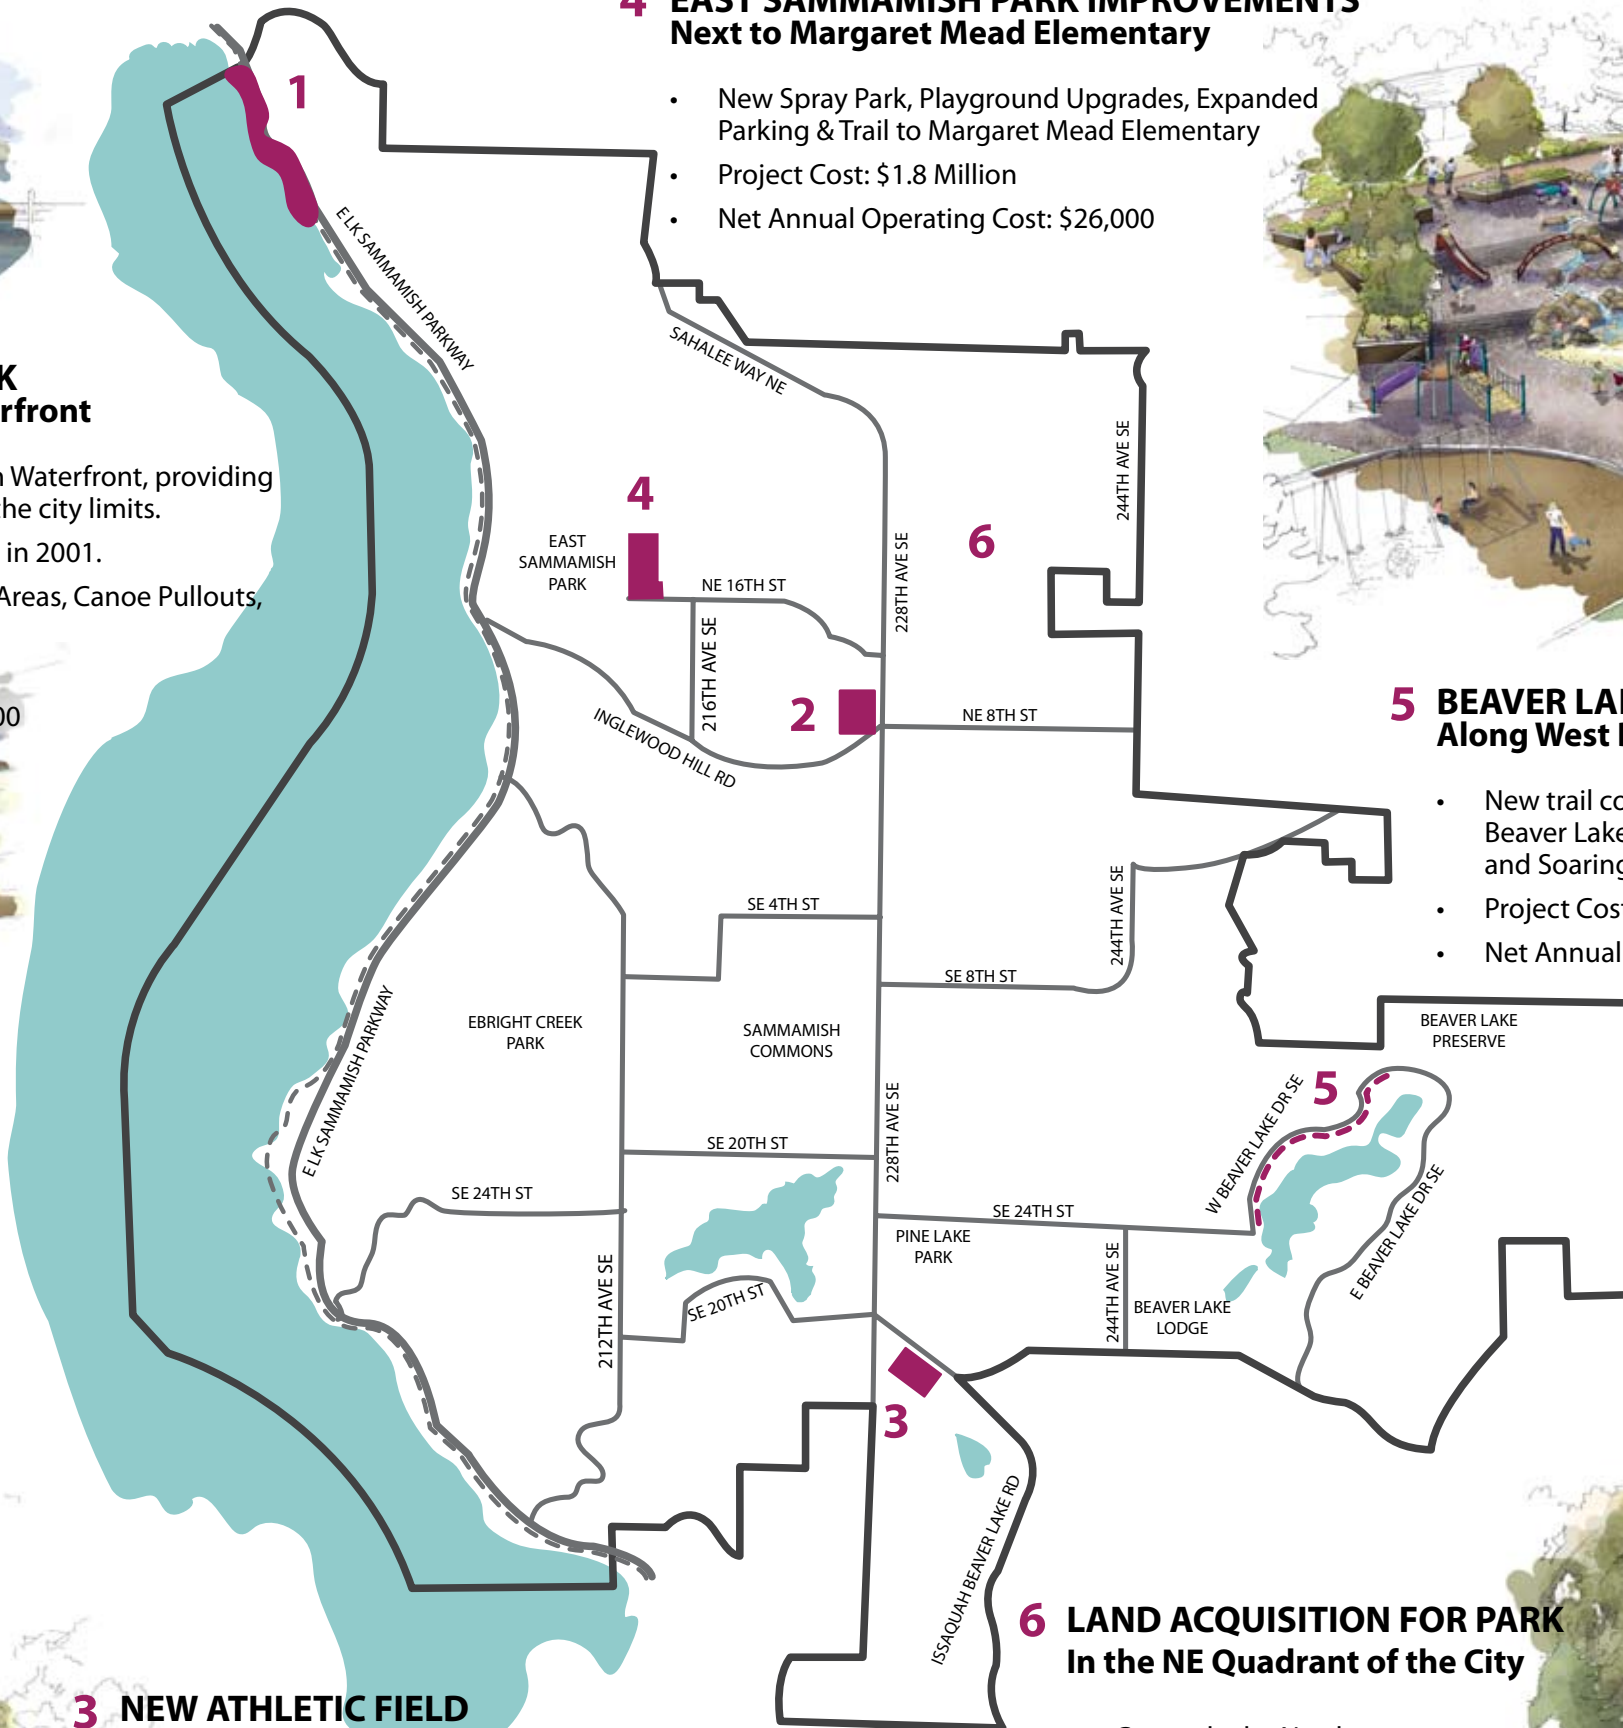 4 EAST SAMMAMISH PARK IMPROVEMENTS
Next to Margaret Mead Elementary
• New Spray Park, Playground Upgrades, Expanded
Parking & Trail to Margaret Mead Elementary
• Project Cost: $1.8 Million
• Net Annual Operating Cost: $26,000
1
E LK SAMMAMISH PARKWAY
SAHALEE WAY NE
K
rfront
Waterfront, providing
the city limits.
in 2001.
Areas, Canoe Pullouts,
00
4
EAST
SAMMAMISH
PARK
NE 16TH ST
216TH AVE SE
228TH AVE SE
6
244TH AVE SE
2
INGLEWOOD HILL RD
NE 8TH ST
5 BEAVER LA
Along West
• New trail co
Beaver Lake
and Soaring
• Project Cost
• Net Annual
SE 4TH ST
244TH AVE SE
SE 8TH ST
E LK SAMMAMISH PARKWAY
EBRIGHT CREEK
PARK
SAMMAMISH
COMMONS
BEAVER LAKE
PRESERVE
228TH AVE SE
5
W BEAVER LAKE DR SE
SE 20TH ST
SE 24TH ST
SE 24TH ST
E BEAVER LAKE DR SE
PINE LAKE
PARK
212TH AVE SE
SE 20TH ST
244TH AVE SE
BEAVER LAKE
LODGE
3
ISSAQUAH BEAVER LAKE RD
6 LAND ACQUISITION FOR PARK
In the NE Quadrant of the City
3 NEW ATHLETIC FIELD